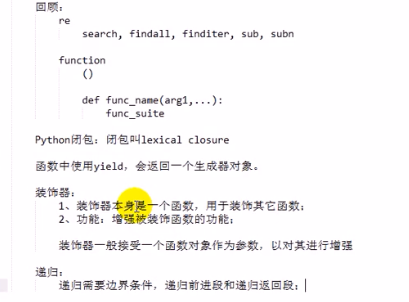 回顾：
re
search, findall, finditer, sub, subn
function
()
def func_name(arg1,...):
func_suite
Python闭包：闭包叫lexical closure
函数中使用yield，会返回一个生成器对象。
装饰器：
1、装饰器本身是一个函数，用于装饰其它函数；
2、功能：增强被装饰函数的功能；
装饰器一般接受一个函数对象作为参数，以对其进行增强
递归：
递归需要边界条件，递归前进段和递归返回段；